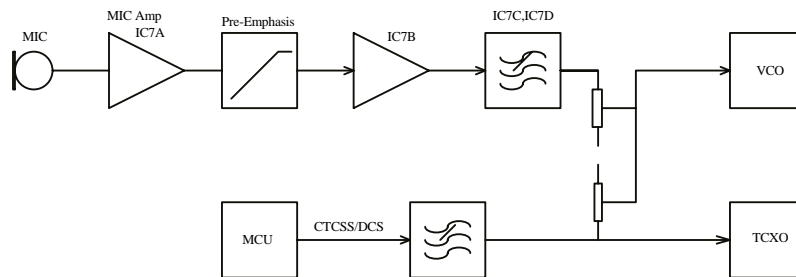 MIC Amp
IC7A
Pre-Emphasis
IC7C,IC7D
MIC
IC7B
VCO
CTCSS/DCS
MCU
TCXO